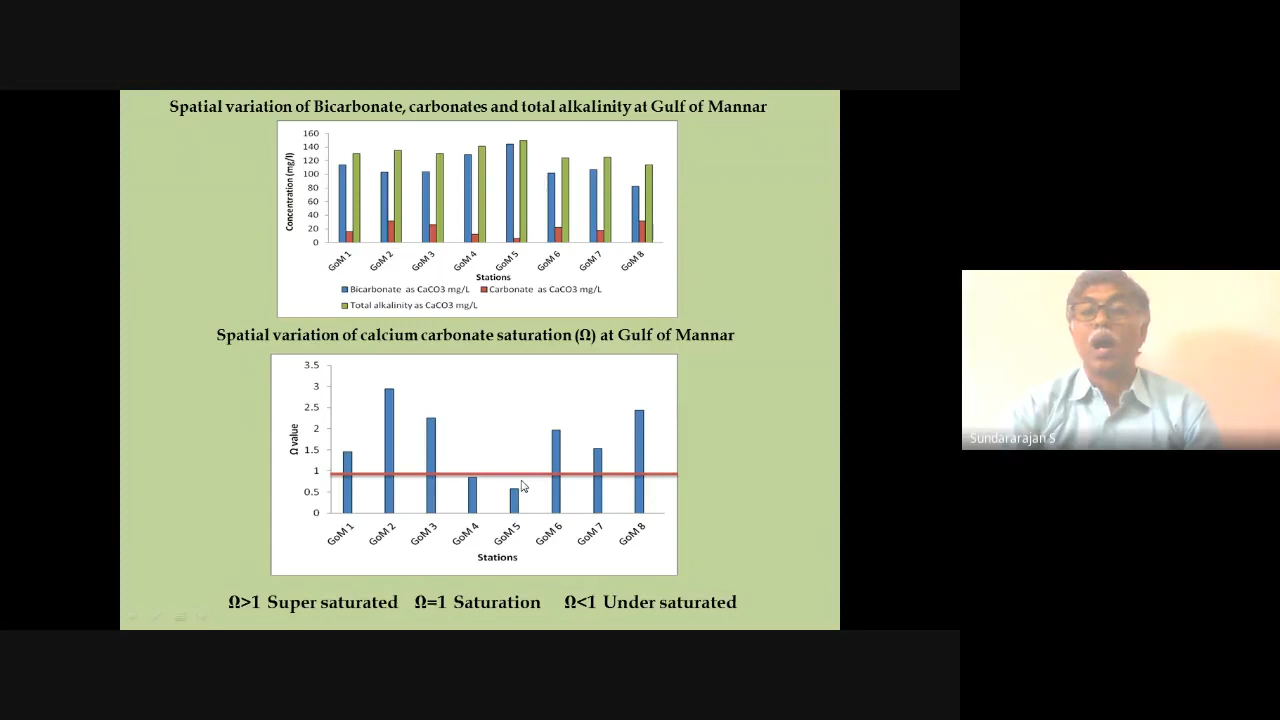 Spatial variation of Bicarbonate, carbonates and total alkalinity at Gulf of Mannar
160
140
120
100
80
60
40
20
0
Concentration (mg/l)
GoM 1 GoM 2 GoM 3 GoM 4 GoM 5 GoM 6 GoM 7 GoM 8
Stations
Bicarbonate as CaCO3 mg/L Carbonate as CaCO3 mg/L
Total alkalinity as CaCO3 mg/L
Spatial variation of calcium carbonate saturation (Ω) at Gulf of Mannar
3.5
3
2.5
2
1.5
1
0.5
0
Ω value
GoM 1 GoM 2 GoM 3 GoM 4 GoM 5 GoM 6 GoM 7 GoM 8
Stations
Ω>1 Super saturated Ω=1 Saturation Ω<1 Under saturated
Sundararajan S